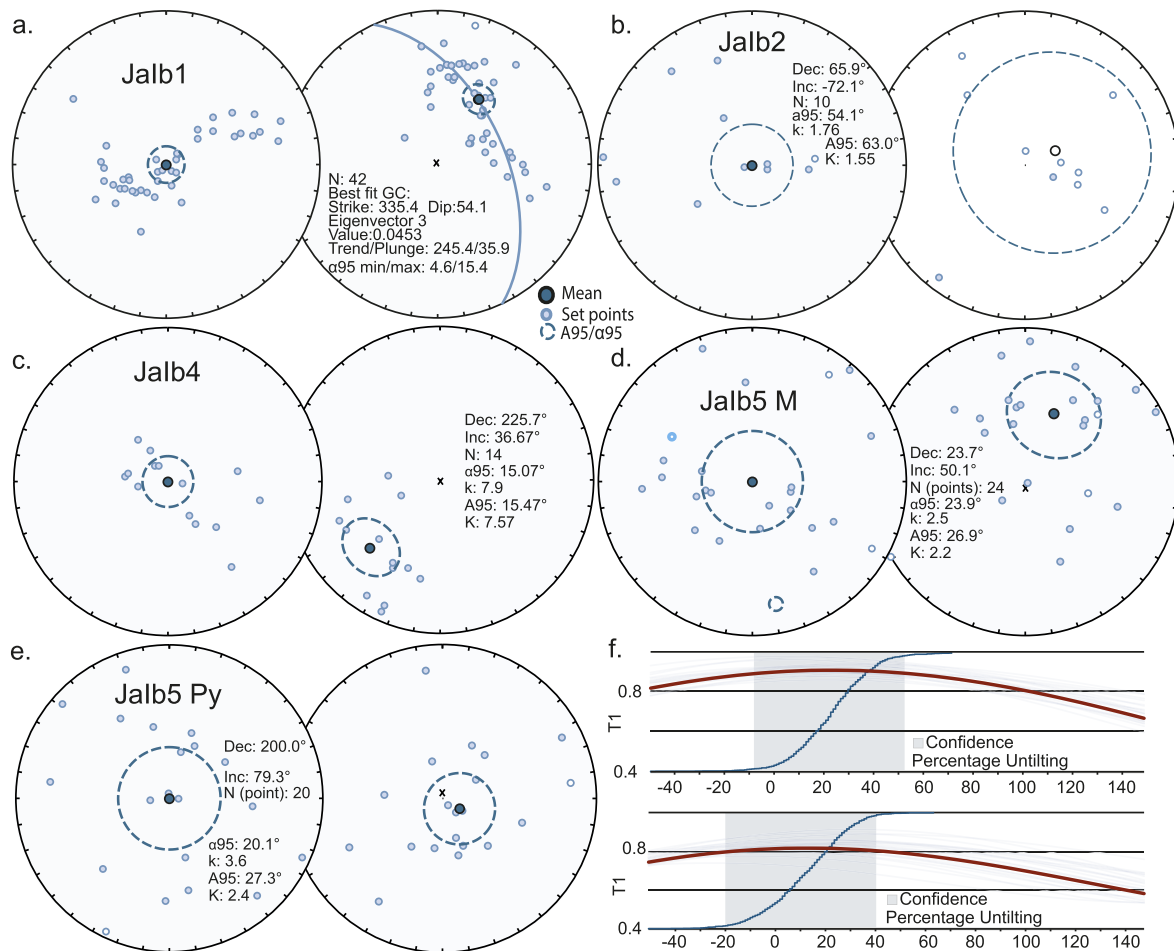 a.
Jalb1
N: 42
Best fit GC:
Strike: 335.4 Dip:54.1
Eigenvector 3
Value:0.0453
Trend/Plunge: 245.4/35.9
α95 min/max: 4.6/15.4
b.
Jalb2
Dec: 65.9°
Inc: -72.1°
N: 10
a95: 54.1°
k: 1.76
A95: 63.0°
K: 1.55
Mean
Set points
A95/α95
c.
Jalb4
Dec: 225.7°
Inc: 36.67°
N: 14
α95: 15.07°
k: 7.9
A95: 15.47°
K: 7.57
d.
Jalb5 M
Dec: 23.7°
Inc: 50.1°
N (points): 24
α95: 23.9°
k: 2.5
A95: 26.9°
K: 2.2
e.
Jalb5 Py
Dec: 200.0°
Inc: 79.3°
N (point): 20
α95: 20.1°
k: 3.6
A95: 27.3°
K: 2.4
f.
0.8
T1
0.4
Confidence
Percentage Untilting
-40 -20 0 20 40 60 80 100 120 140
0.8
T1
0.4
Confidence
Percentage Untilting
-40 -20 0 20 40 60 80 100 120 140